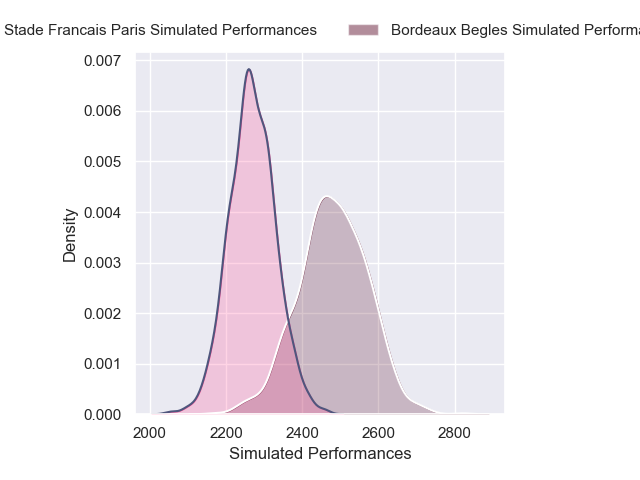 Stade Francais Paris Simulated Performances Bordeaux Begles Simulated
0.007
0.006
0.005
0.004
0.003
0.002
0.001
0.000
Density
2000 2200 2400 2600 2800
Simulated Performances